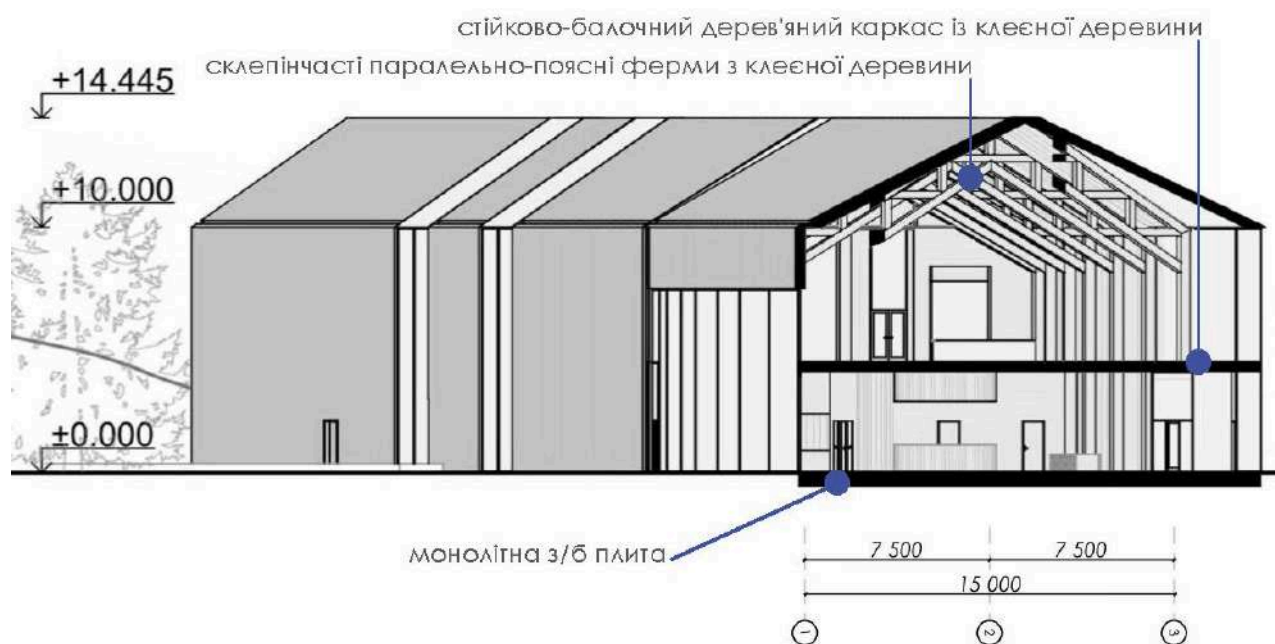 стійково-балочний дерев'яний каркас із клеєної деревини
склепінчасті паралельно-поясні ферми з клеєної деревини
+14.445
+10.000
±0.000
монолітна з/б плита
7 500 7 500
15 000
1 2 3